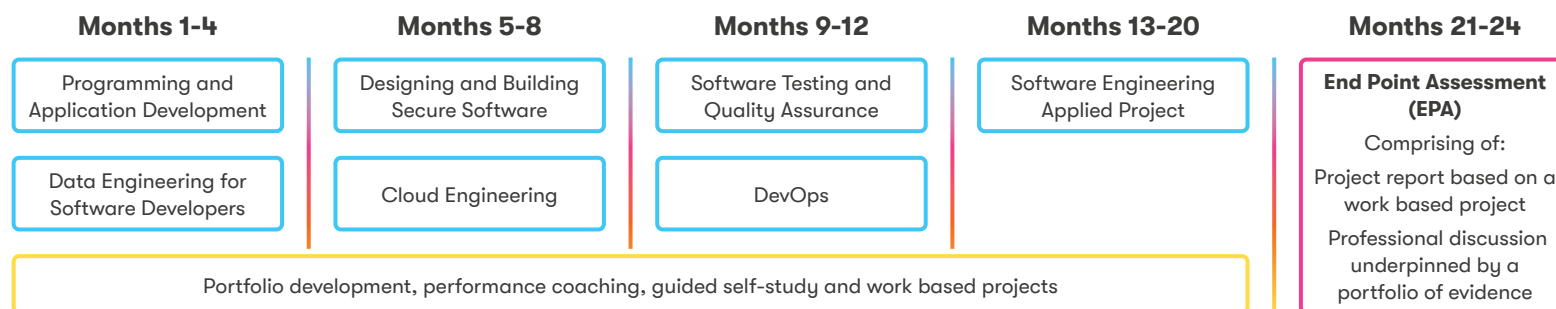 Months 1-4
Programming and
Application Development
Data Engineering for
Software Developers
Months 5-8
Designing and Building
Secure Software
Cloud Engineering
Months 9-12
Software Testing and
Quality Assurance
DevOps
Months 13-20
Software Engineering
Applied Project
Portfolio development, performance coaching, guided self-study and work based projects
Months 21-24
End Point Assessment
(EPA)
Comprising of:
Project report based on a
work based project
Professional discussion
underpinned by a
portfolio of evidence